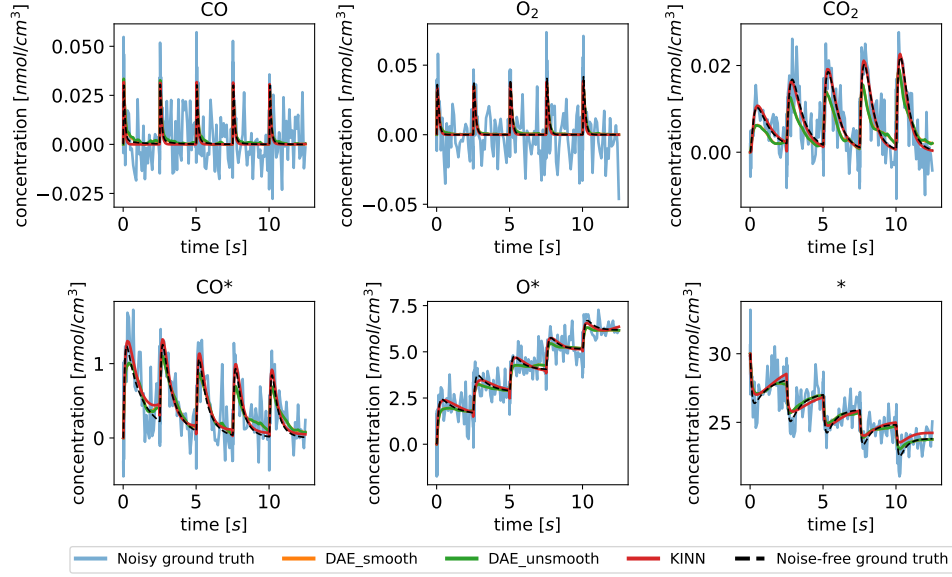 CO
O₂
CO₂
concentration [nmol/cm³]
0.050
0.025
0.000
−0.025
0 5 10
time [s]
concentration [nmol/cm³]
0.05
0.00
−0.05
0 5 10
time [s]
concentration [nmol/cm³]
0.02
0.00
0 5 10
time [s]
CO*
O*
*
concentration [nmol/cm³]
1
0
0 5 10
time [s]
concentration [nmol/cm³]
7.5
5.0
2.5
0.0
0 5 10
time [s]
concentration [nmol/cm³]
30
25
0 5 10
time [s]
Noisy ground truth DAE_smooth DAE_unsmooth KINN Noise-free ground truth